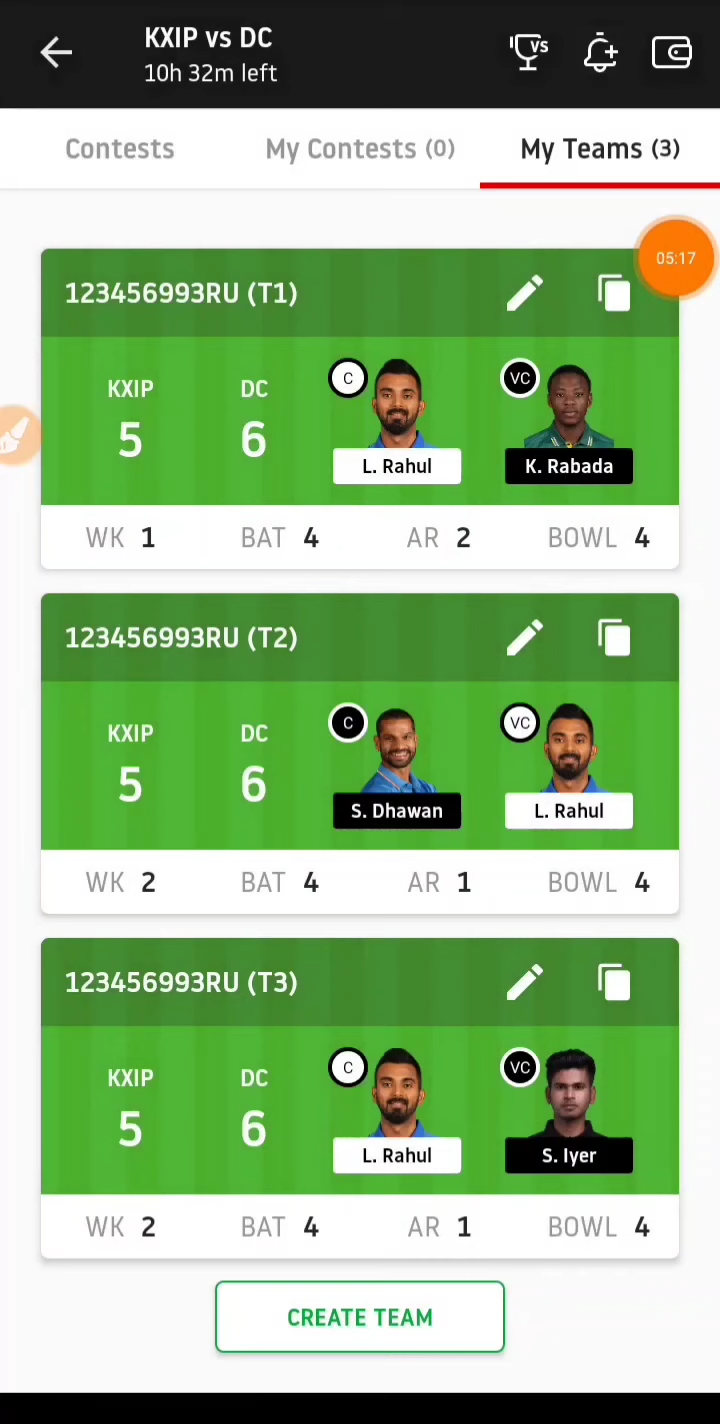 KXIP vs DC
10h 32m left
VS
Contests
My Contests (0)
My Teams (3)
05:17
123456993RU (T1)
KXIP DC
5 6
C VC
L. Rahul K. Rabada
WK 1 BAT 4 AR 2 BOWL 4
123456993RU (T2)
KXIP DC
5 6
C VC
S. Dhawan L. Rahul
WK 2 BAT 4 AR 1 BOWL 4
123456993RU (T3)
KXIP DC
5 6
C VC
L. Rahul S. Iyer
WK 2 BAT 4 AR 1 BOWL 4
CREATE TEAM